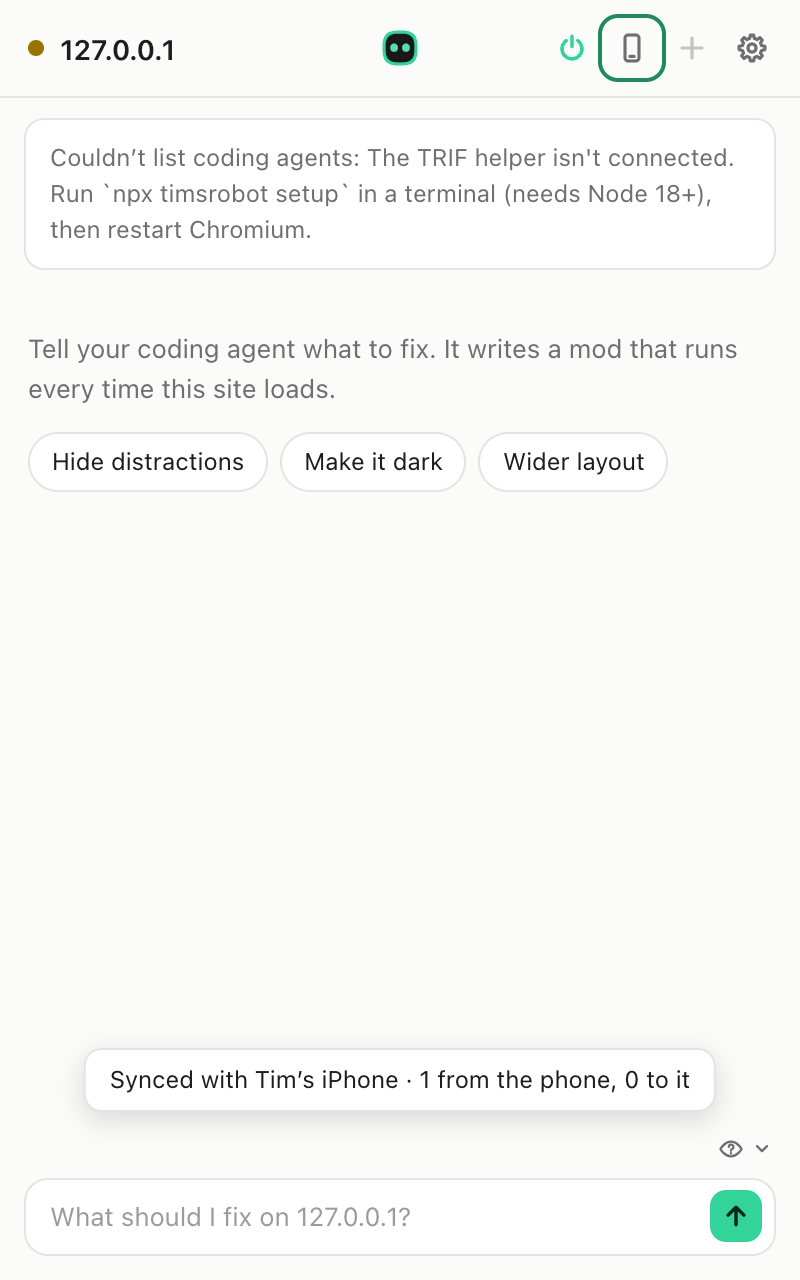 127.0.0.1
Couldn’t list coding agents: The TRIF helper isn't connected.
Run `npx timsrobot setup` in a terminal (needs Node 18+),
then restart Chromium.
Tell your coding agent what to fix. It writes a mod that runs
every time this site loads.
Hide distractions
Make it dark
Wider layout
Synced with Tim’s iPhone · 1 from the phone, 0 to it
What should I fix on 127.0.0.1?